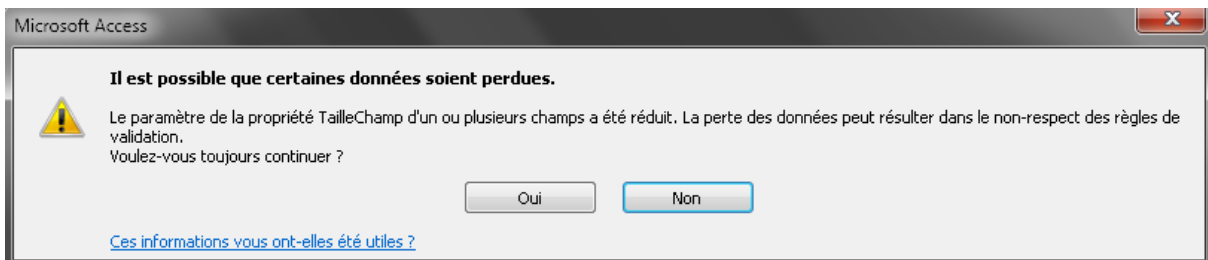 Microsoft Access
Il est possible que certaines données soient perdues.
Le paramètre de la propriété TailleChamp d'un ou plusieurs champs a été réduit. La perte des données peut résulter dans le non-respect des règles de
validation.
Voulez-vous toujours continuer ?
Oui
Non
Ces informations vous ont-elles été utiles ?